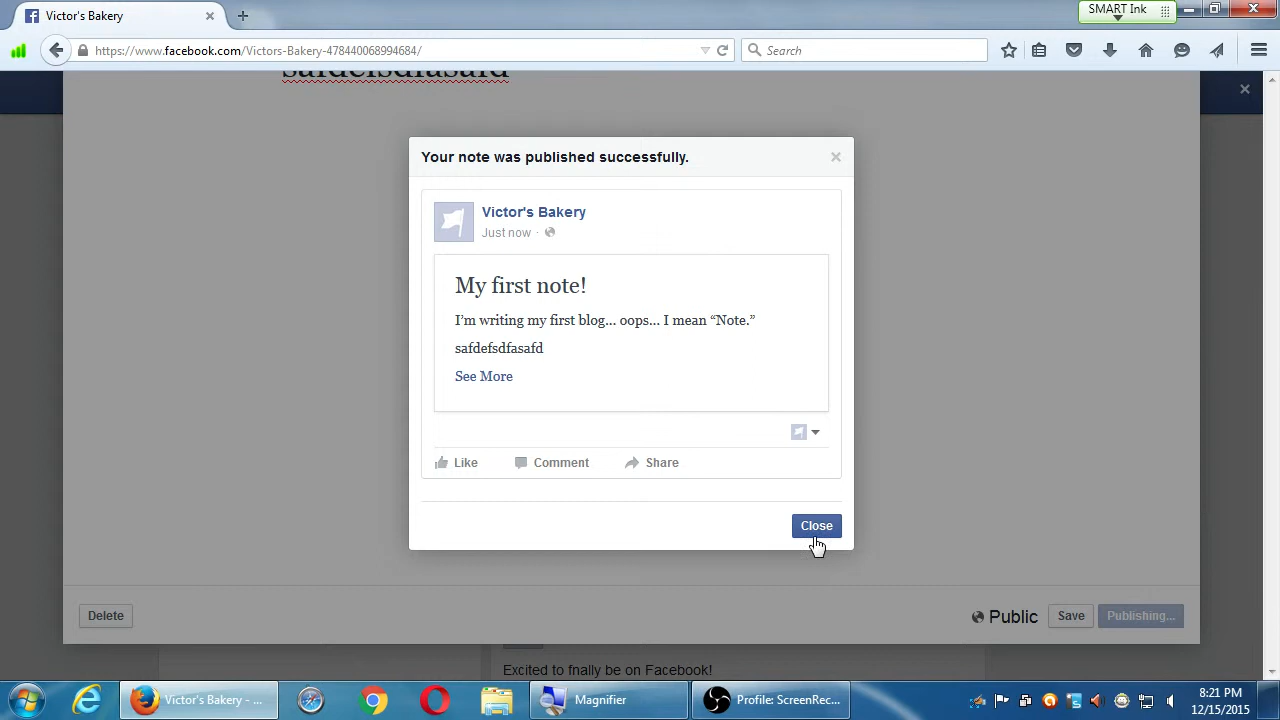 Victor's Bakery
SMART Ink
https://www.facebook.com/Victors-Bakery-478440068994684/
Search
safdefsdfasafd
Your note was published successfully.
Victor's Bakery
Just now ·
My first note!
I'm writing my first blog... oops... I mean “Note.”
safdefsdfasafd
See More
Like
Comment
Share
Close
Delete
Public
Save
Publishing...
Excited to fnally be on Facebook!
Victor's Bakery - ...
Magnifier
Profile: ScreenRec...
8:21 PM
12/15/2015